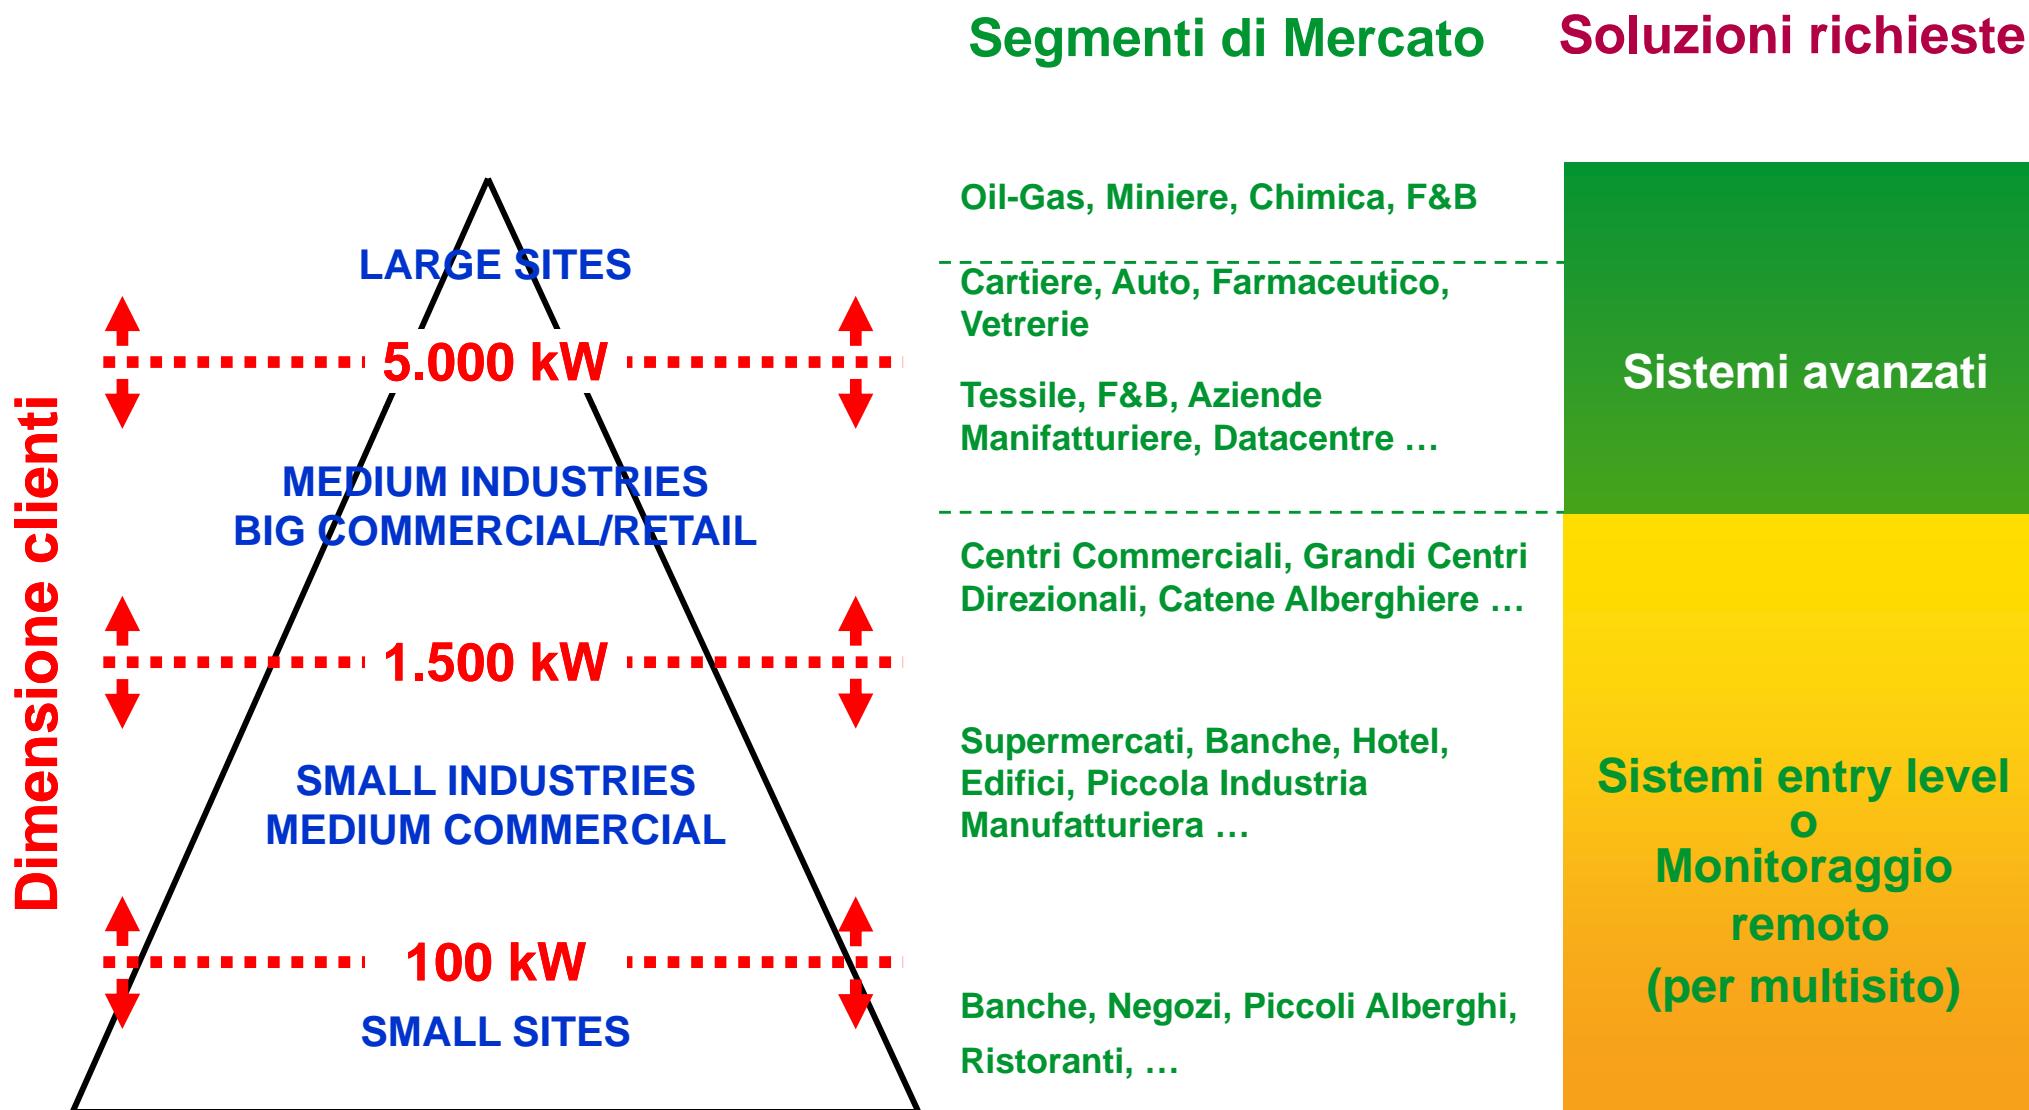 Segmenti di Mercato
Soluzioni richieste
Dimensione clienti
LARGE SITES
5.000 kW
MEDIUM INDUSTRIES
BIG COMMERCIAL/RETAIL
1.500 kW
SMALL INDUSTRIES
MEDIUM COMMERCIAL
100 kW
SMALL SITES
Oil-Gas, Miniere, Chimica, F&B
Cartiere, Auto, Farmaceutico,
Vetrerie
Tessile, F&B, Aziende
Manifatturiere, Datacentre …
Centri Commerciali, Grandi Centri
Direzionali, Catene Alberghiere …
Supermercati, Banche, Hotel,
Edifici, Piccola Industria
Manufatturiera …
Banche, Negozi, Piccoli Alberghi,
Ristoranti, …
Sistemi avanzati
Sistemi entry level
o
Monitoraggio
remoto
(per multisito)